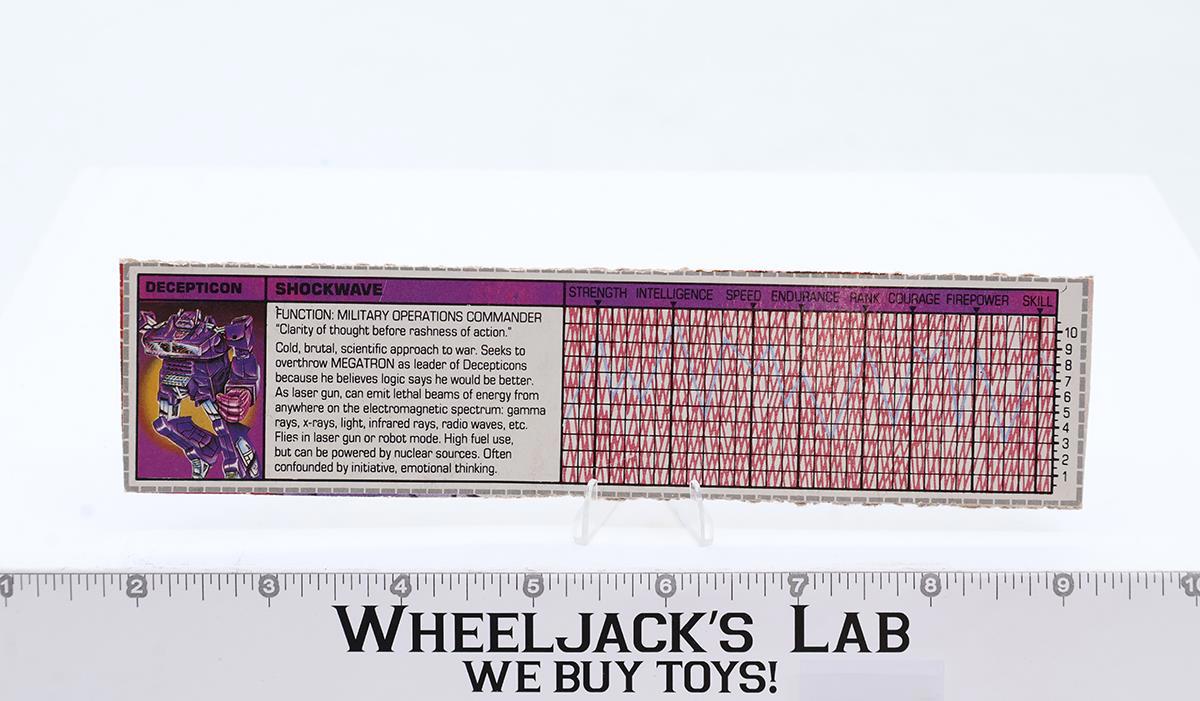 DECEPTICON
SHOCKWAVE
FUNCTION: MILITARY OPERATIONS COMMANDER
"Clarity of thought before rashness of action."
Cold, brutal, scientific approach to war. Seeks to
overthrow MEGATRON as leader of Decepticons
because he believes logic says he would be better.
As laser gun, can emit lethal beams of energy from
anywhere on the electromagnetic spectrum: gamma
rays, x-rays, light, infrared rays, radio waves, etc.
Flies in laser gun or robot mode. High fuel use,
but can be powered by nuclear sources. Often
confounded by initiative, emotional thinking.
STRENGTH INTELLIGENCE SPEED ENDURANCE RANK COURAGE FIREPOWER SKILL
10
9
8
7
6
5
4
3
2
1
1 2 3 4 5 6 7 8 9 10
WHEELJACK'S LAB
WE BUY TOYS!